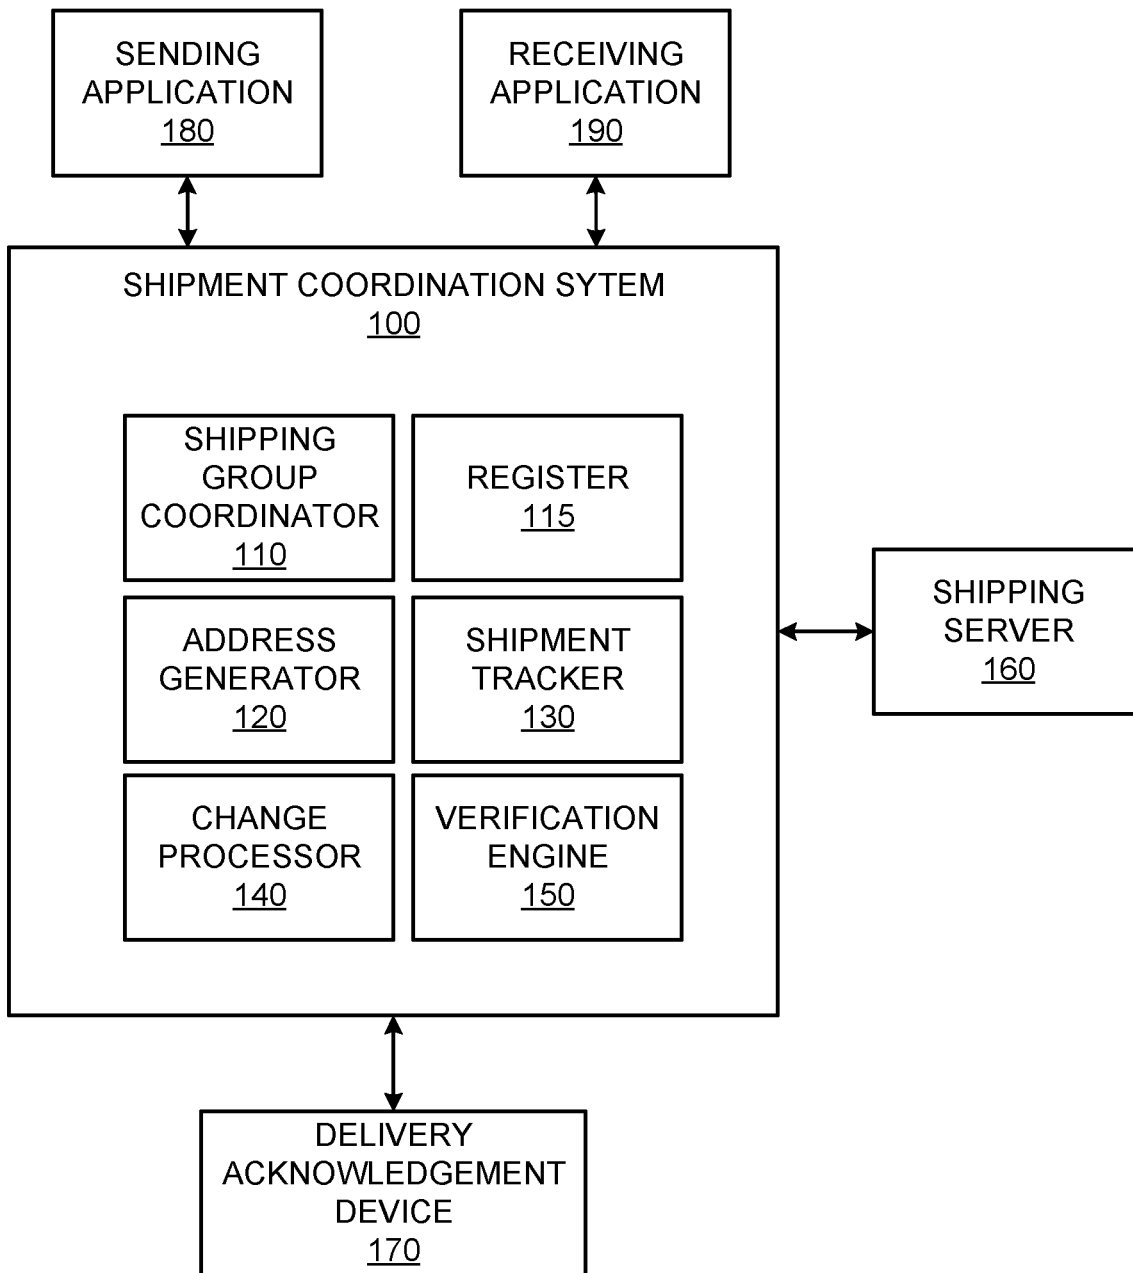 SENDING
APPLICATION
180
RECEIVING
APPLICATION
190
SHIPMENT COORDINATION SYTEM
100
SHIPPING
GROUP
COORDINATOR
110
REGISTER
115
ADDRESS
GENERATOR
120
SHIPMENT
TRACKER
130
CHANGE
PROCESSOR
140
VERIFICATION
ENGINE
150
SHIPPING
SERVER
160
DELIVERY
ACKNOWLEDGEMENT
DEVICE
170